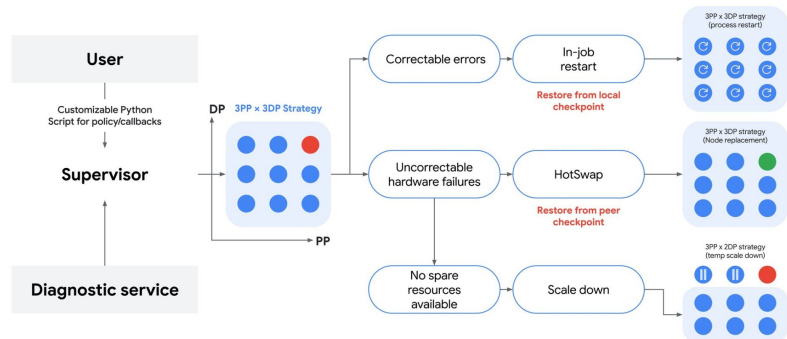 User
Customizable Python
Script for policy/callbacks
Supervisor
Diagnostic service
DP
3PP × 3DP Strategy
PP
Correctable errors
In-job
restart
Restore from local
checkpoint
3PP x 3DP strategy
(process restart)
Uncorrectable
hardware failures
HotSwap
Restore from peer
checkpoint
3PP x 3DP strategy
(Node replacement)
No spare
resources
available
Scale down
3PP x 2DP strategy
(temp scale down)